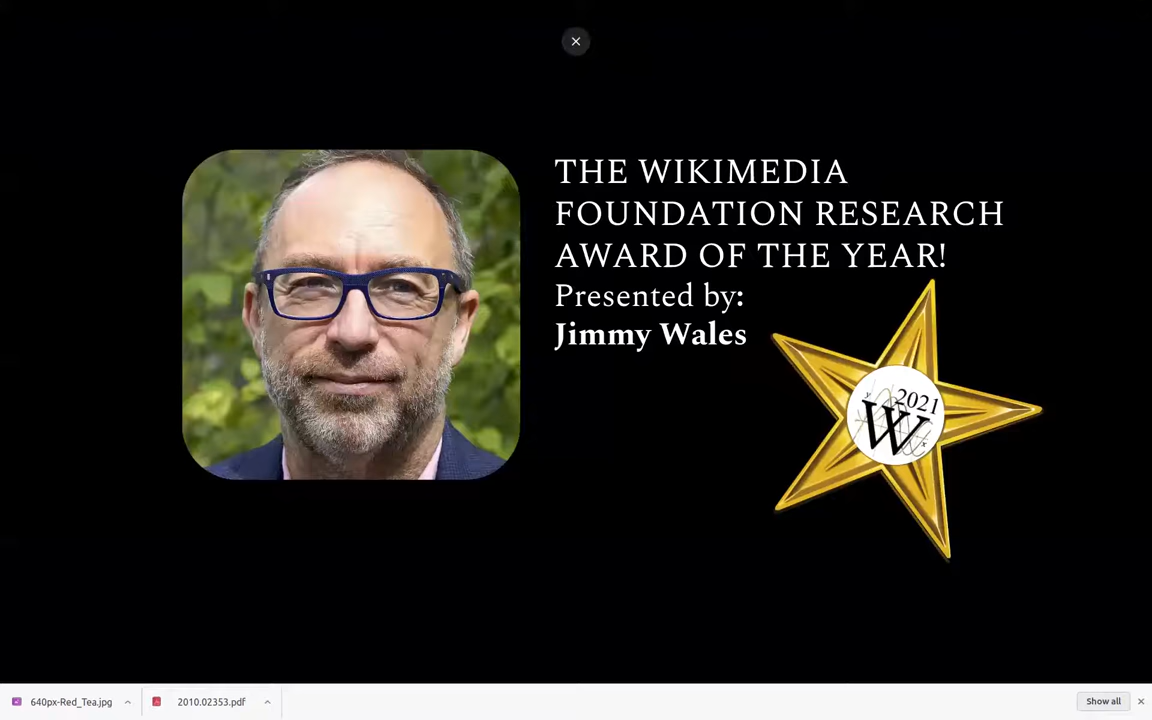 THE WIKIMEDIA
FOUNDATION RESEARCH
AWARD OF THE YEAR!
Presented by:
Jimmy Wales
y
2021
W
x
640px-Red_Tea.jpg
2010.02353.pdf
Show all